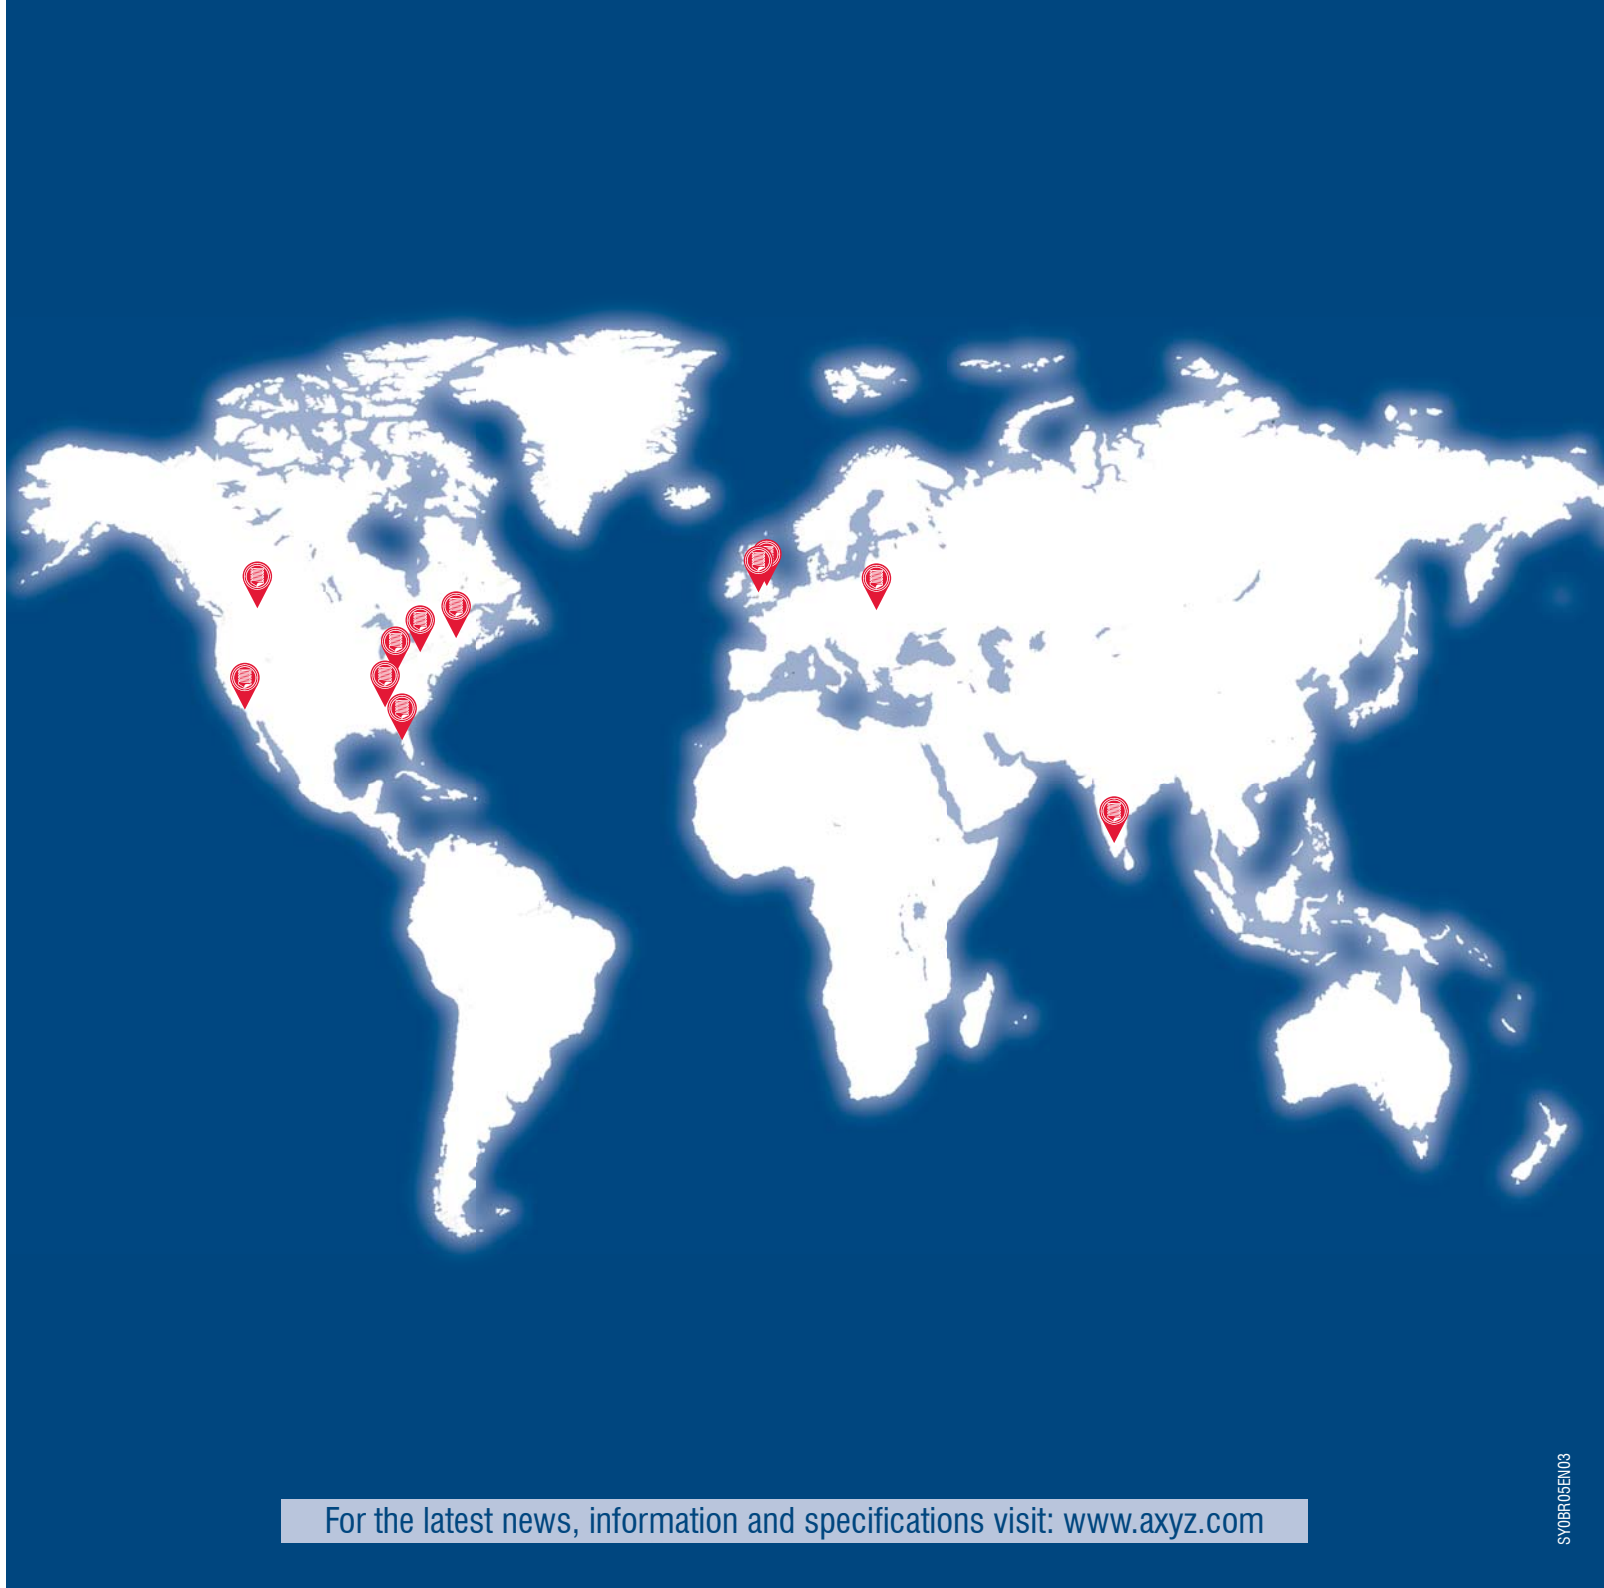 For the latest news, information and specifications visit: www.axyz.com
SY0BR05EN03